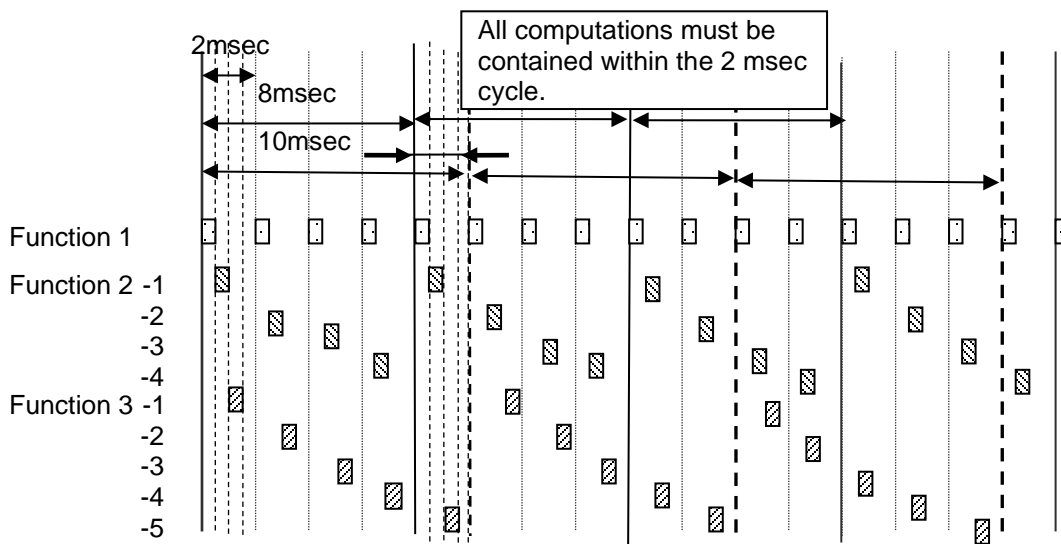 All computations must be
contained within the 2 msec
cycle.
2msec
8msec
10msec
Function 1
Function 2 -1
-2
-3
-4
Function 3 -1
-2
-3
-4
-5